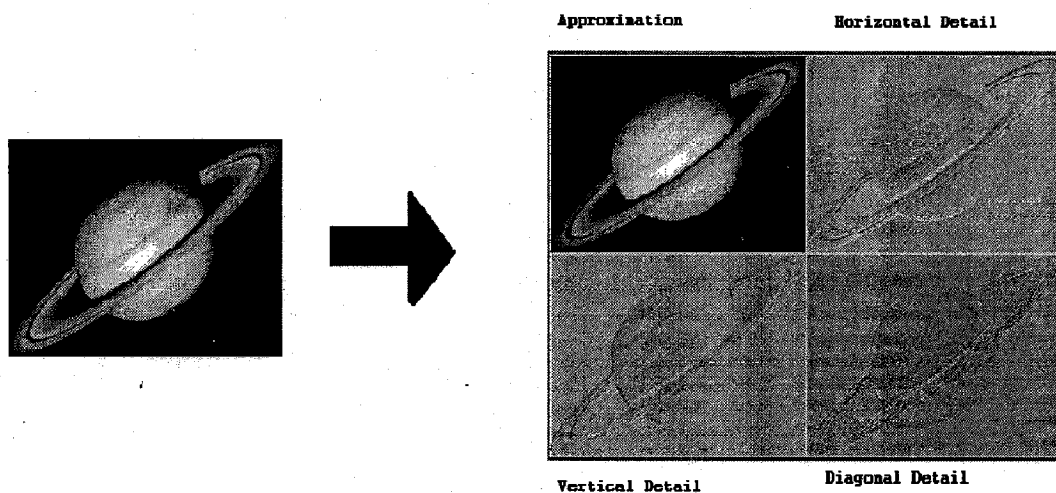 Approximation
Horizontal Detail
Vertical Detail
Diagonal Detail